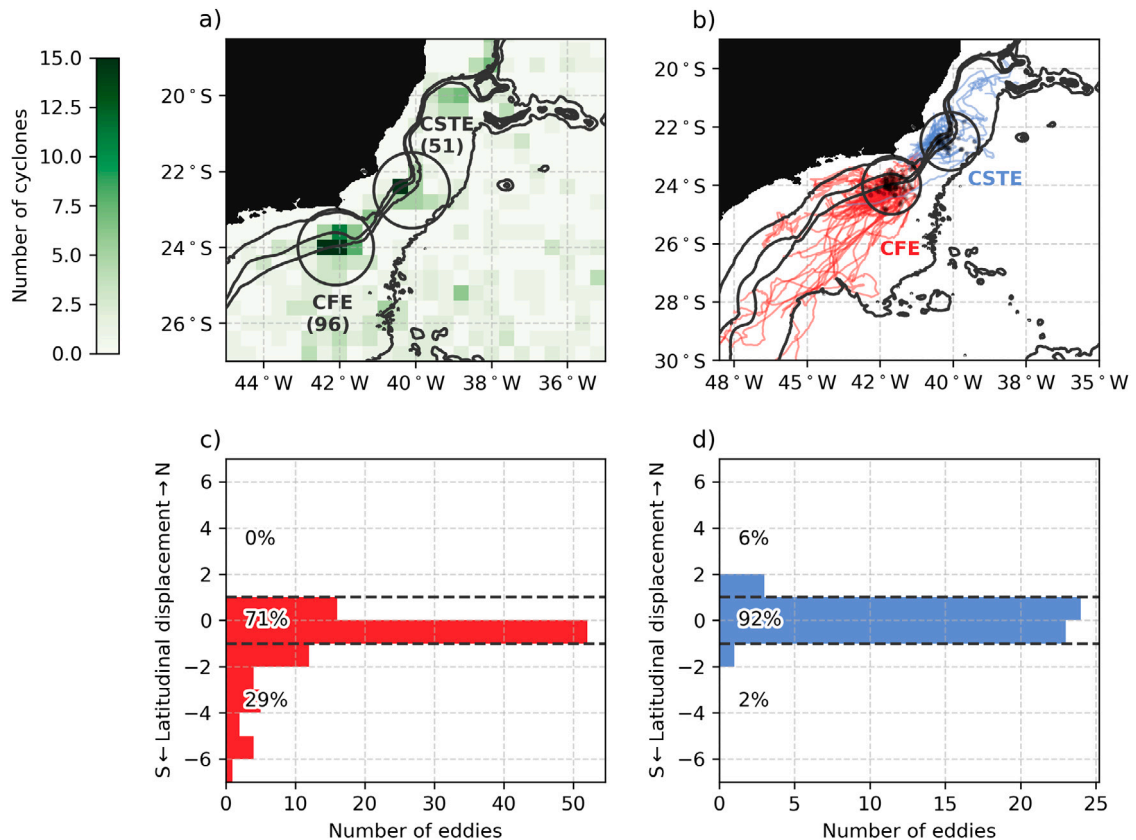 a)
b)
15.0
12.5
10.0
7.5
5.0
2.5
0.0
Number of cyclones
20°S
22°S
24°S
26°S
44°W
42°W
40°W
38°W
36°W
CSTE
(51)
CFE
(96)
20°S
22°S
24°S
26°S
28°S
30°S
48°W
45°W
42°W
40°W
38°W
35°W
CSTE
CFE
c)
d)
S← Latitudinal displacement →N
6
4
2
0
−2
−4
−6
0%
71%
29%
0
10
20
30
40
50
Number of eddies
S← Latitudinal displacement →N
6
4
2
0
−2
−4
−6
6%
92%
2%
0
5
10
15
20
25
Number of eddies